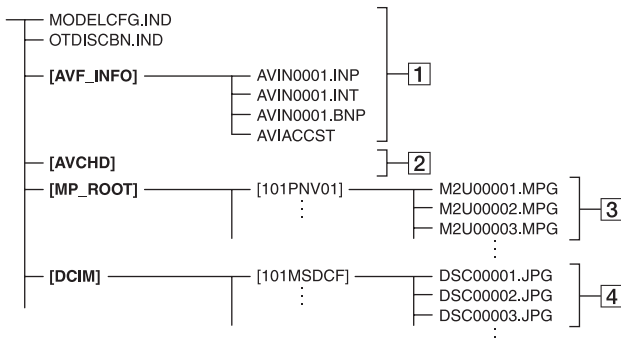 MODELCFG.IND
OTDISCBN.IND
[AVF_INFO] AVIN0001.INP
AVIN0001.INT
AVIN0001.BNP
AVIACCST
1
[AVCHD] 2
[MP_ROOT] [101PNV01] M2U00001.MPG
M2U00002.MPG
M2U00003.MPG
3
[DCIM] [101MSDCF] DSC00001.JPG
DSC00002.JPG
DSC00003.JPG
4